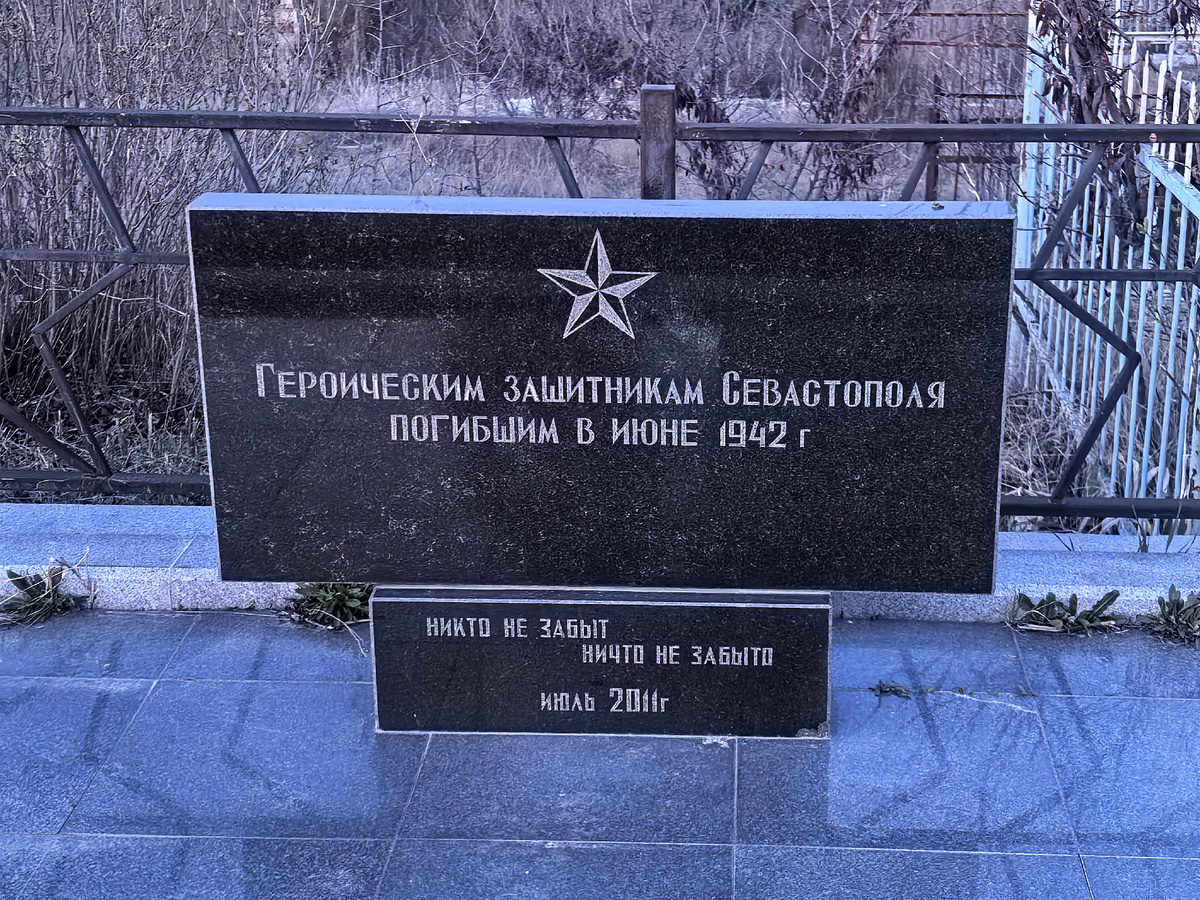 Героическим защитникам Севастополя
погибшим в июне 1942 г
никто не забыт
ничто не забыто
июль 2011г